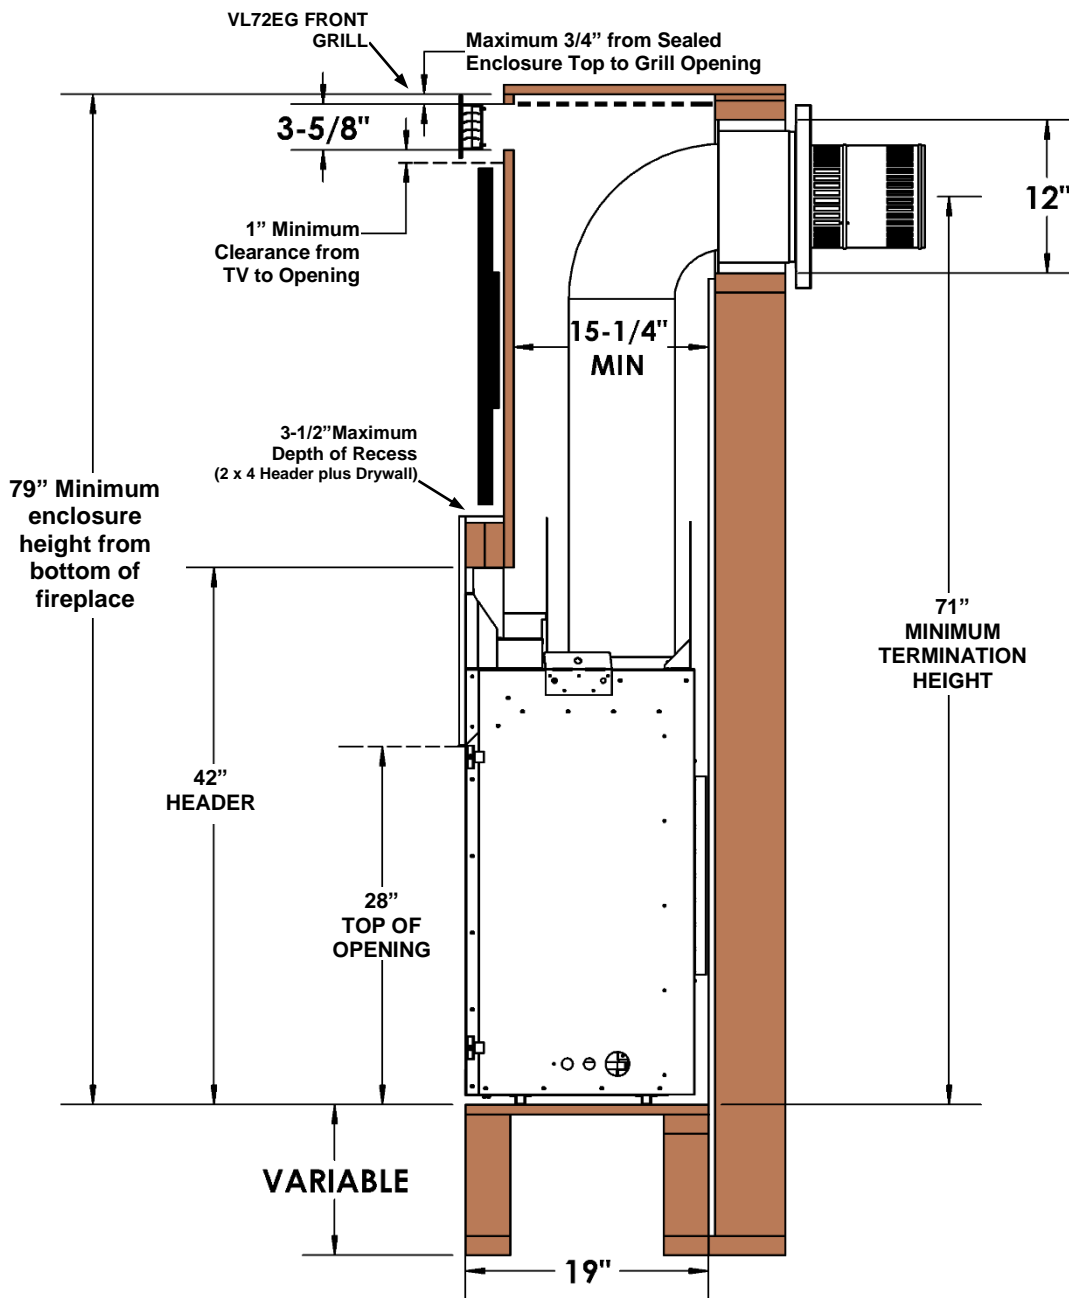 VL72EG FRONT
GRILL
Maximum 3/4” from Sealed
Enclosure Top to Grill Opening
3-5/8"
12"
1” Minimum
Clearance from
TV to Opening
15-1/4"
MIN
3-1/2”Maximum
Depth of Recess
(2 x 4 Header plus Drywall)
79” Minimum
enclosure
height from
bottom of
fireplace
71”
MINIMUM
TERMINATION
HEIGHT
42”
HEADER
28”
TOP OF
OPENING
VARIABLE
19"